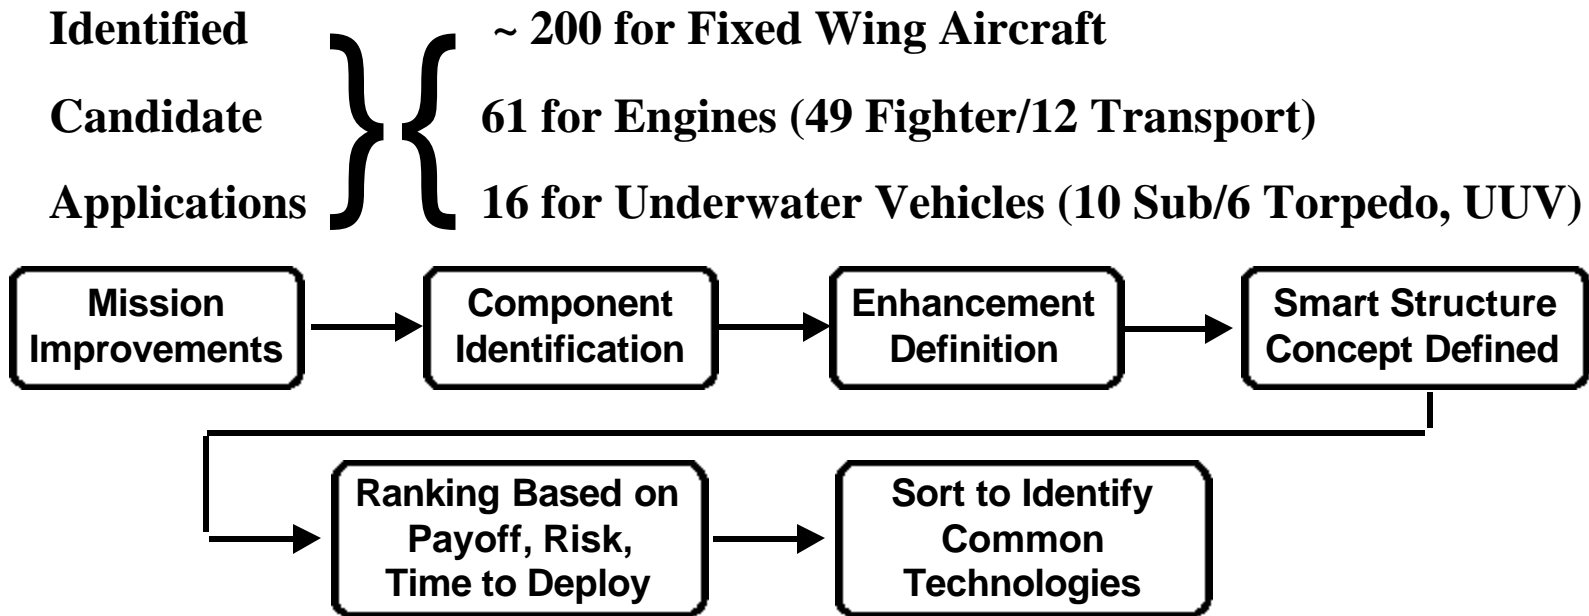 Identified
Candidate
Applications
~ 200 for Fixed Wing Aircraft
61 for Engines (49 Fighter/12 Transport)
16 for Underwater Vehicles (10 Sub/6 Torpedo, UUV)
Mission
Improvements
Component
Identification
Enhancement
Definition
Smart Structure
Concept Defined
Ranking Based on
Payoff, Risk,
Time to Deploy
Sort to Identify
Common
Technologies